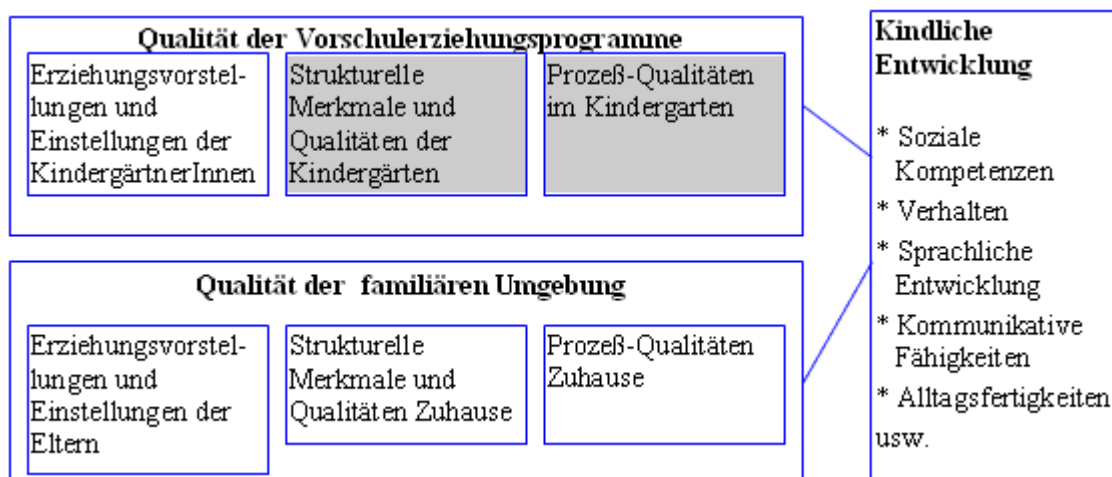 Qualität der Vorschulerziehungsprogramme
Erziehungsvorstel-
lungen und
Einstellungen der
KindergärtnerInnen
Strukturelle
Merkmale und
Qualitäten der
Kindergärten
Prozeß-Qualitäten
im Kindergarten
Qualität der familiären Umgebung
Erziehungsvorstel-
lungen und
Einstellungen der
Eltern
Strukturelle
Merkmale und
Qualitäten Zuhause
Prozeß-Qualitäten
Zuhause
Kindliche
Entwicklung
* Soziale
Kompetenzen
* Verhalten
* Sprachliche
Entwicklung
* Kommunikative
Fähigkeiten
* Alltagsfertigkeiten
usw.